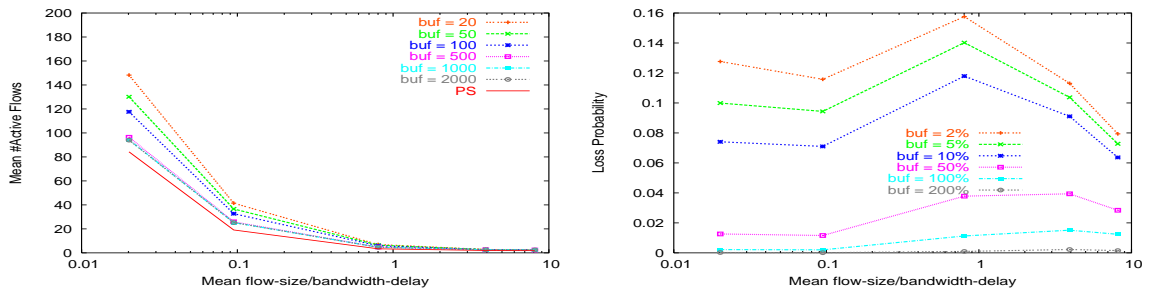 200
180
160
140
120
100
80
60
40
20
0
Mean #Active Flows
0.01
0.1
1
10
Mean flow-size/bandwidth-delay
buf = 20
buf = 50
buf = 100
buf = 500
buf = 1000
buf = 2000
PS
0.16
0.14
0.12
0.1
0.08
0.06
0.04
0.02
0
Loss Probability
0.01
0.1
1
10
Mean flow-size/bandwidth-delay
buf = 2%
buf = 5%
buf = 10%
buf = 50%
buf = 100%
buf = 200%